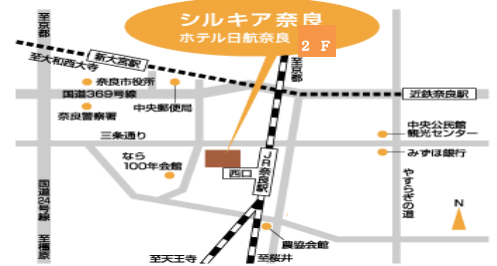 シルキア奈良
ホテル日航奈良
2 F
至京都
至京都
新大宮駅
至大和西大寺
奈良市役所
国道369号線
中央郵便局
近鉄奈良駅
奈良警察署
中央公民館
観光センター
三条通り
みずほ銀行
なら
100年会館
西口
JR奈良駅
やすらぎの道
国道24号線
N
農協会館
至橿原
至天王寺
至桜井